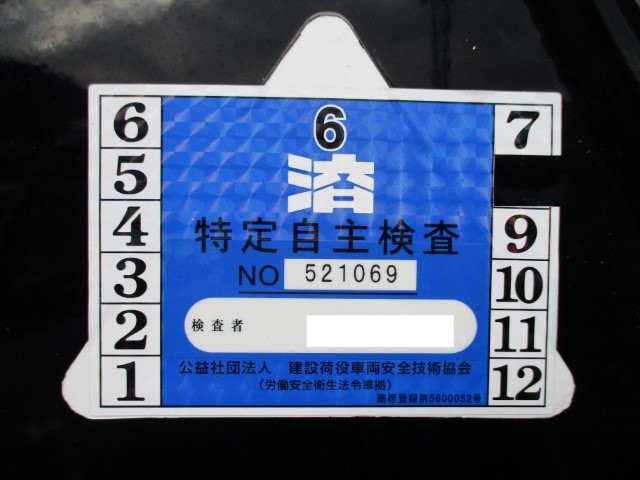 6
5
4
3
2
1
6
済
特定自主検査
NO 521069
検査者
公益社団法人 建設荷役車両安全技術協会
(労働安全衛生法令準拠)
商標登録第5600052号
7
9
10
11
12